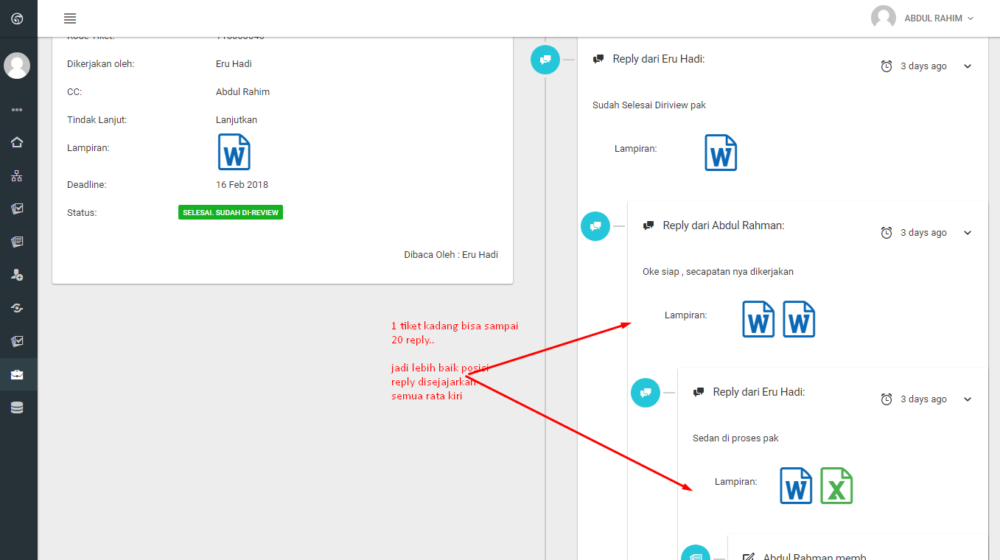 ABDUL RAHIM
Kode Tiket:
Dikerjakan oleh: Eru Hadi
CC: Abdul Rahim
Tindak Lanjut: Lanjutkan
Lampiran: W
Deadline: 16 Feb 2018
Status: SELESAI. SUDAH DI-REVIEW
Dibaca Oleh : Eru Hadi
1 tiket kadang bisa sampai
20 reply..
jadi lebih baik posisi
reply disejajarkan
semua rata kiri
Reply dari Eru Hadi: 3 days ago
Sudah Selesai Diriview pak
Lampiran: W
Reply dari Abdul Rahman: 3 days ago
Oke siap , secapatan nya dikerjakan
Lampiran: W W
Reply dari Eru Hadi: 3 days ago
Sedan di proses pak
Lampiran: W X
Abdul Rahman memb